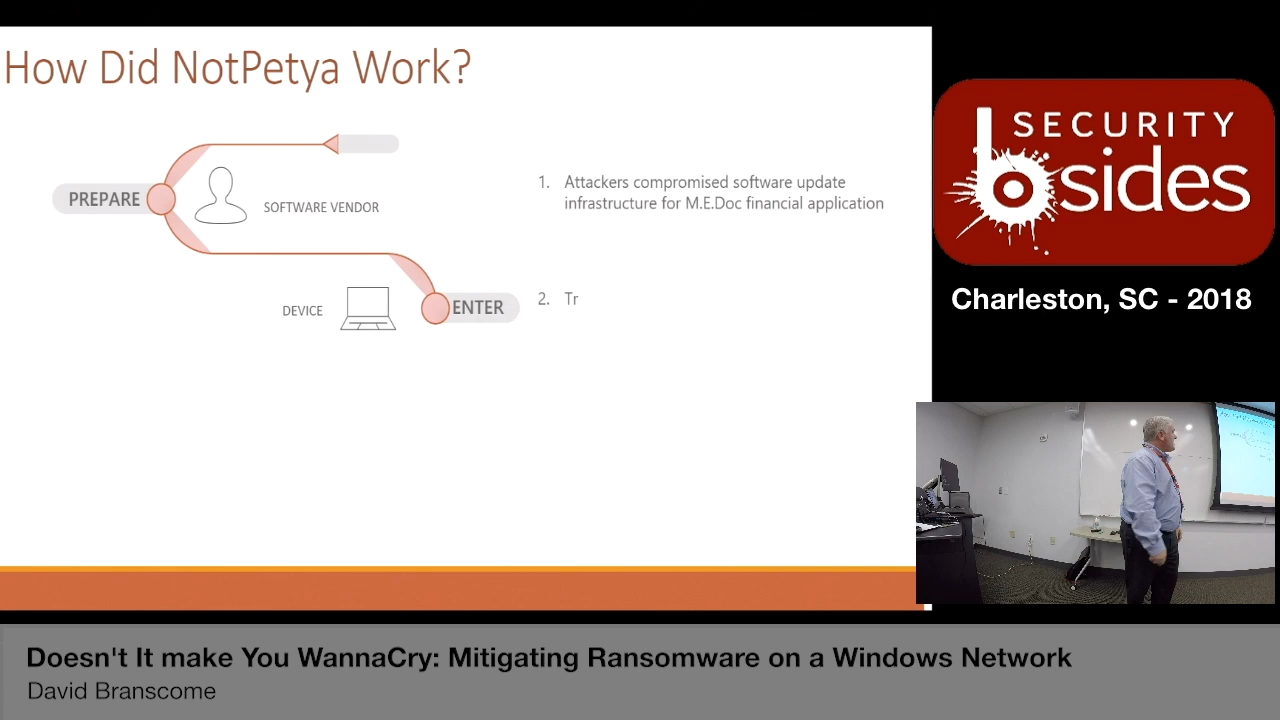 How Did NotPetya Work?
PREPARE
SOFTWARE VENDOR
DEVICE
ENTER
1. Attackers compromised software update
infrastructure for M.E.Doc financial application
2. Tr
SECURITY
bsides
Charleston, SC - 2018
Doesn't It make You WannaCry: Mitigating Ransomware on a Windows Network
David Branscome